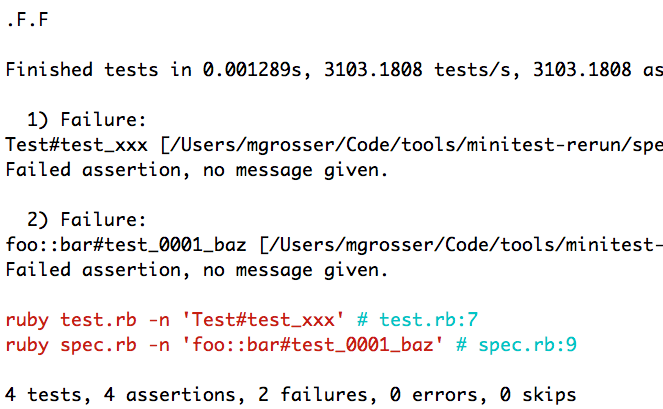 .F.F
Finished tests in 0.001289s, 3103.1808 tests/s, 3103.1808 as
1) Failure:
Test#test_xxx [/Users/mgrosser/Code/tools/minitest-rerun/spe
Failed assertion, no message given.
2) Failure:
foo::bar#test_0001_baz [/Users/mgrosser/Code/tools/minitest-
Failed assertion, no message given.
ruby test.rb -n 'Test#test_xxx' # test.rb:7
ruby spec.rb -n 'foo::bar#test_0001_baz' # spec.rb:9
4 tests, 4 assertions, 2 failures, 0 errors, 0 skips